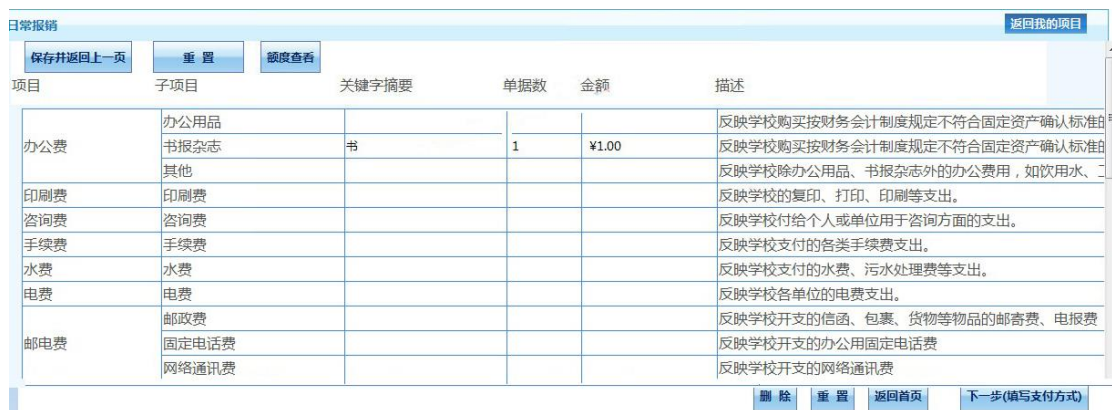 日常报销 返回我的项目
保存并返回上一页 重置 额度查看
项目 子项目 关键字摘要 单据数 金额 描述
办公用品 反映学校购买按财务会计制度规定不符合固定资产确认标准的
办公费 书报杂志 书 1 ¥1.00 反映学校购买按财务会计制度规定不符合固定资产确认标准的
其他 反映学校除办公用品、书报杂志外的办公费用，如饮用水、
印刷费 印刷费 反映学校的复印、打印、印刷等支出。
咨询费 咨询费 反映学校付给个人或单位用于咨询方面的支出。
手续费 手续费 反映学校支付的各类手续费支出。
水费 水费 反映学校支付的水费、污水处理费等支出。
电费 电费 反映学校各单位的电费支出。
邮政费 反映学校开支的信函、包裹、货物等物品的邮寄费、电报费
邮电费 固定电话费 反映学校开支的办公用固定电话费
网络通讯费 反映学校开支的网络通讯费
删除 重置 返回首页 下一步(填写支付方式)